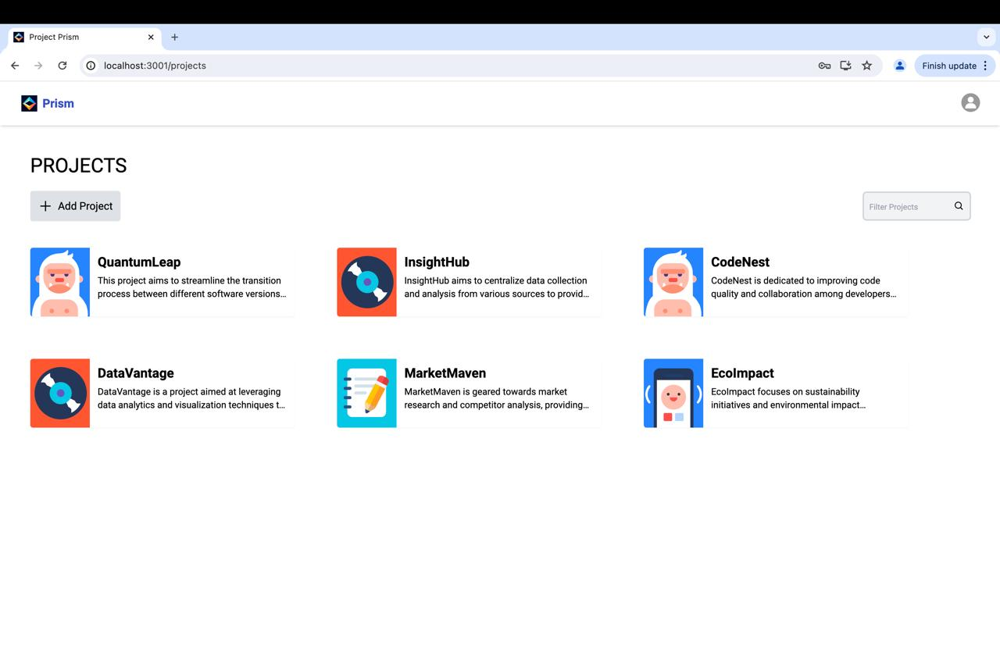 Project Prism
localhost:3001/projects
Finish update
Prism
PROJECTS
Add Project
Filter Projects
QuantumLeap
This project aims to streamline the transition
process between different software versions...
InsightHub
InsightHub aims to centralize data collection
and analysis from various sources to provid...
CodeNest
CodeNest is dedicated to improving code
quality and collaboration among developers...
DataVantage
DataVantage is a project aimed at leveraging
data analytics and visualization techniques t...
MarketMaven
MarketMaven is geared towards market
research and competitor analysis, providing...
EcoImpact
EcoImpact focuses on sustainability
initiatives and environmental impact...